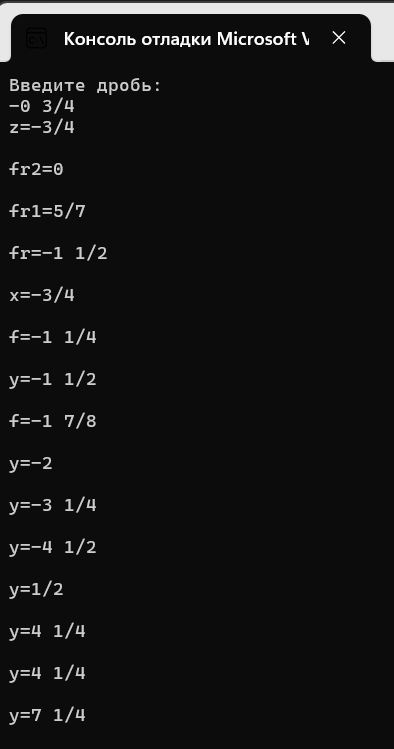 Консоль отладки Microsoft V
Введите дробь:
-0 3/4
z=-3/4
fr2=0
fr1=5/7
fr=-1 1/2
x=-3/4
f=-1 1/4
y=-1 1/2
f=-1 7/8
y=-2
y=-3 1/4
y=-4 1/2
y=1/2
y=4 1/4
y=4 1/4
y=7 1/4